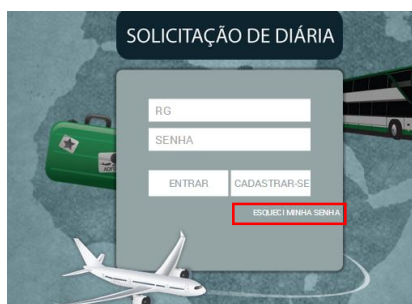 SOLICITAÇÃO DE DIÁRIA
RG
SENHA
ENTRAR
CADASTRAR-SE
ESQUECI MINHA SENHA